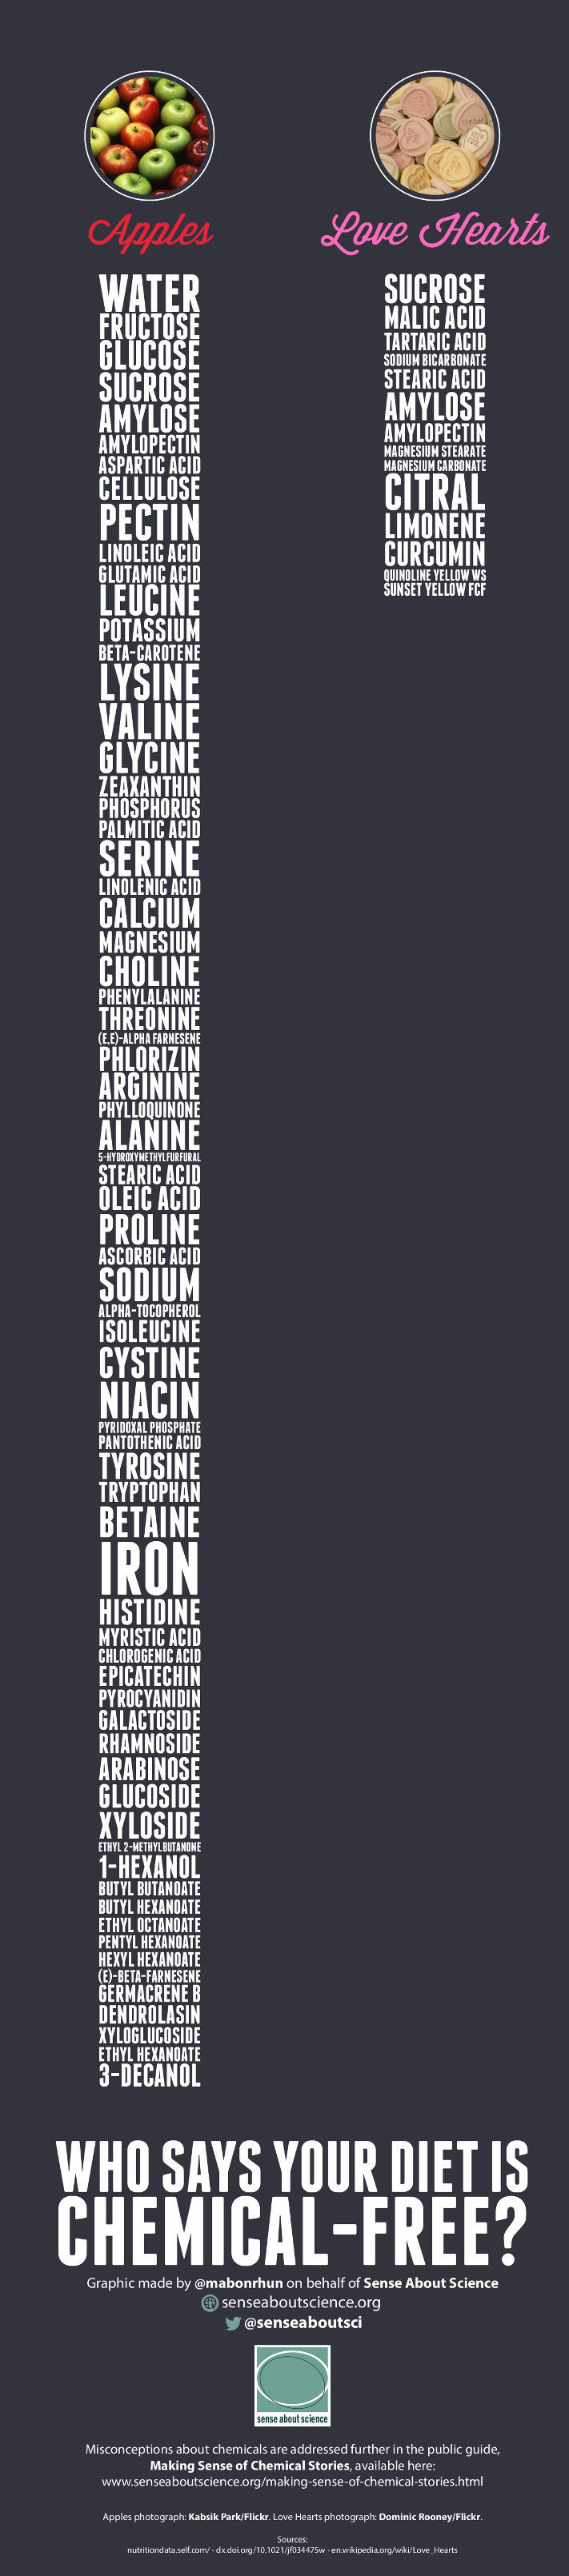 Apples
WATER
FRUCTOSE
GLUCOSE
SUCROSE
AMYLOSE
AMYLOPECTIN
ASPARTIC ACID
CELLULOSE
PECTIN
LINOLEIC ACID
GLUTAMIC ACID
LEUCINE
POTASSIUM
BETA-CAROTENE
LYSINE
VALINE
GLYCINE
ZEAXANTHIN
PHOSPHORUS
PALMITIC ACID
SERINE
LINOLENIC ACID
CALCIUM
MAGNESIUM
CHOLINE
PHENYLALANINE
THREONINE
(E,E)-ALPHA FARNESENE
PHLORIZIN
ARGININE
PHYLLOQUINONE
ALANINE
5-HYDROXYMETHYLFURFURAL
STEARIC ACID
OLEIC ACID
PROLINE
ASCORBIC ACID
SODIUM
ALPHA-TOCOPHEROL
ISOLEUCINE
CYSTINE
NIACIN
PYRIDOXAL PHOSPHATE
PANTOTHENIC ACID
TYROSINE
TRYPTOPHAN
BETAINE
IRON
HISTIDINE
MYRISTIC ACID
CHLOROGENIC ACID
EPICATECHIN
PYROCYANIDIN
GALACTOSIDE
RHAMNOSIDE
ARABINOSE
GLUCOSIDE
XYLOSIDE
ETHYL 2-METHYLBUTANONE
1-HEXANOL
BUTYL BUTANOATE
BUTYL HEXANOATE
ETHYL OCTANOATE
PENTYL HEXANOATE
HEXYL HEXANOATE
(E)-BETA-FARNESENE
GERMACRENE B
DENDROLASIN
XYLOGLUCOSIDE
ETHYL HEXANOATE
3-DECANOL
Love Hearts
SUCROSE
MALIC ACID
TARTARIC ACID
SODIUM BICARBONATE
STEARIC ACID
AMYLOSE
AMYLOPECTIN
MAGNESIUM STEARATE
MAGNESIUM CARBONATE
CITRAL
LIMONENE
CURCUMIN
QUINOLINE YELLOW WS
SUNSET YELLOW FCF
WHO SAYS YOUR DIET IS
CHEMICAL-FREE?
Graphic made by @mabonrhun on behalf of Sense About Science
senseaboutscience.org
@senseaboutsci
sense about science
Misconceptions about chemicals are addressed further in the public guide,
Making Sense of Chemical Stories, available here:
www.senseaboutscience.org/making-sense-of-chemical-stories.html
Apples photograph: Kabsik Park/Flickr. Love Hearts photograph: Dominic Rooney/Flickr.
Sources:
nutritiondata.self.com/ - dx.doi.org/10.1021/jf034475w - en.wikipedia.org/wiki/Love_Hearts